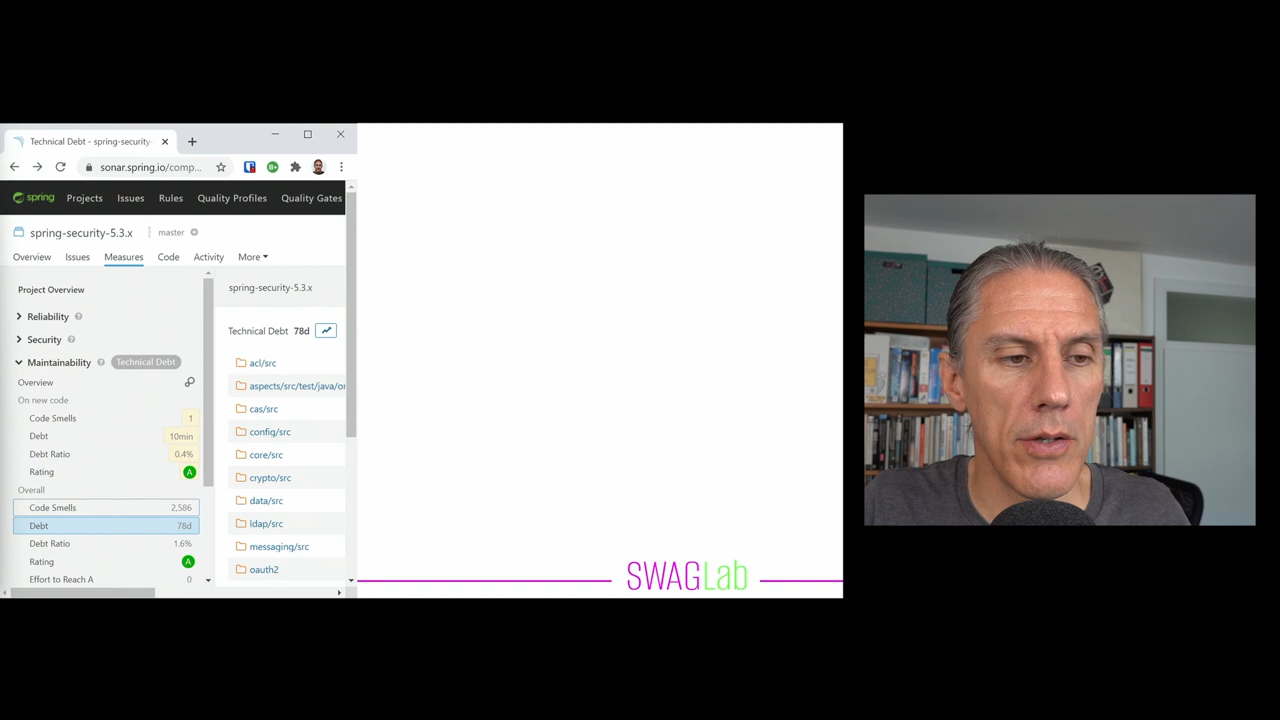 Technical Debt - spring-security-
sonar.spring.io/comp...
spring Projects Issues Rules Quality Profiles Quality Gates
spring-security-5.3.x master
Overview Issues Measures Code Activity More
Project Overview
Reliability ?
Security ?
Maintainability ? Technical Debt
Overview
On new code
Code Smells 1
Debt 10min
Debt Ratio 0.4%
Rating A
Overall
Code Smells 2,586
Debt 78d
Debt Ratio 1.6%
Rating A
Effort to Reach A 0
spring-security-5.3.x
Technical Debt 78d
acl/src
aspects/src/test/java/or
cas/src
config/src
core/src
crypto/src
data/src
ldap/src
messaging/src
oauth2
SWAGLab